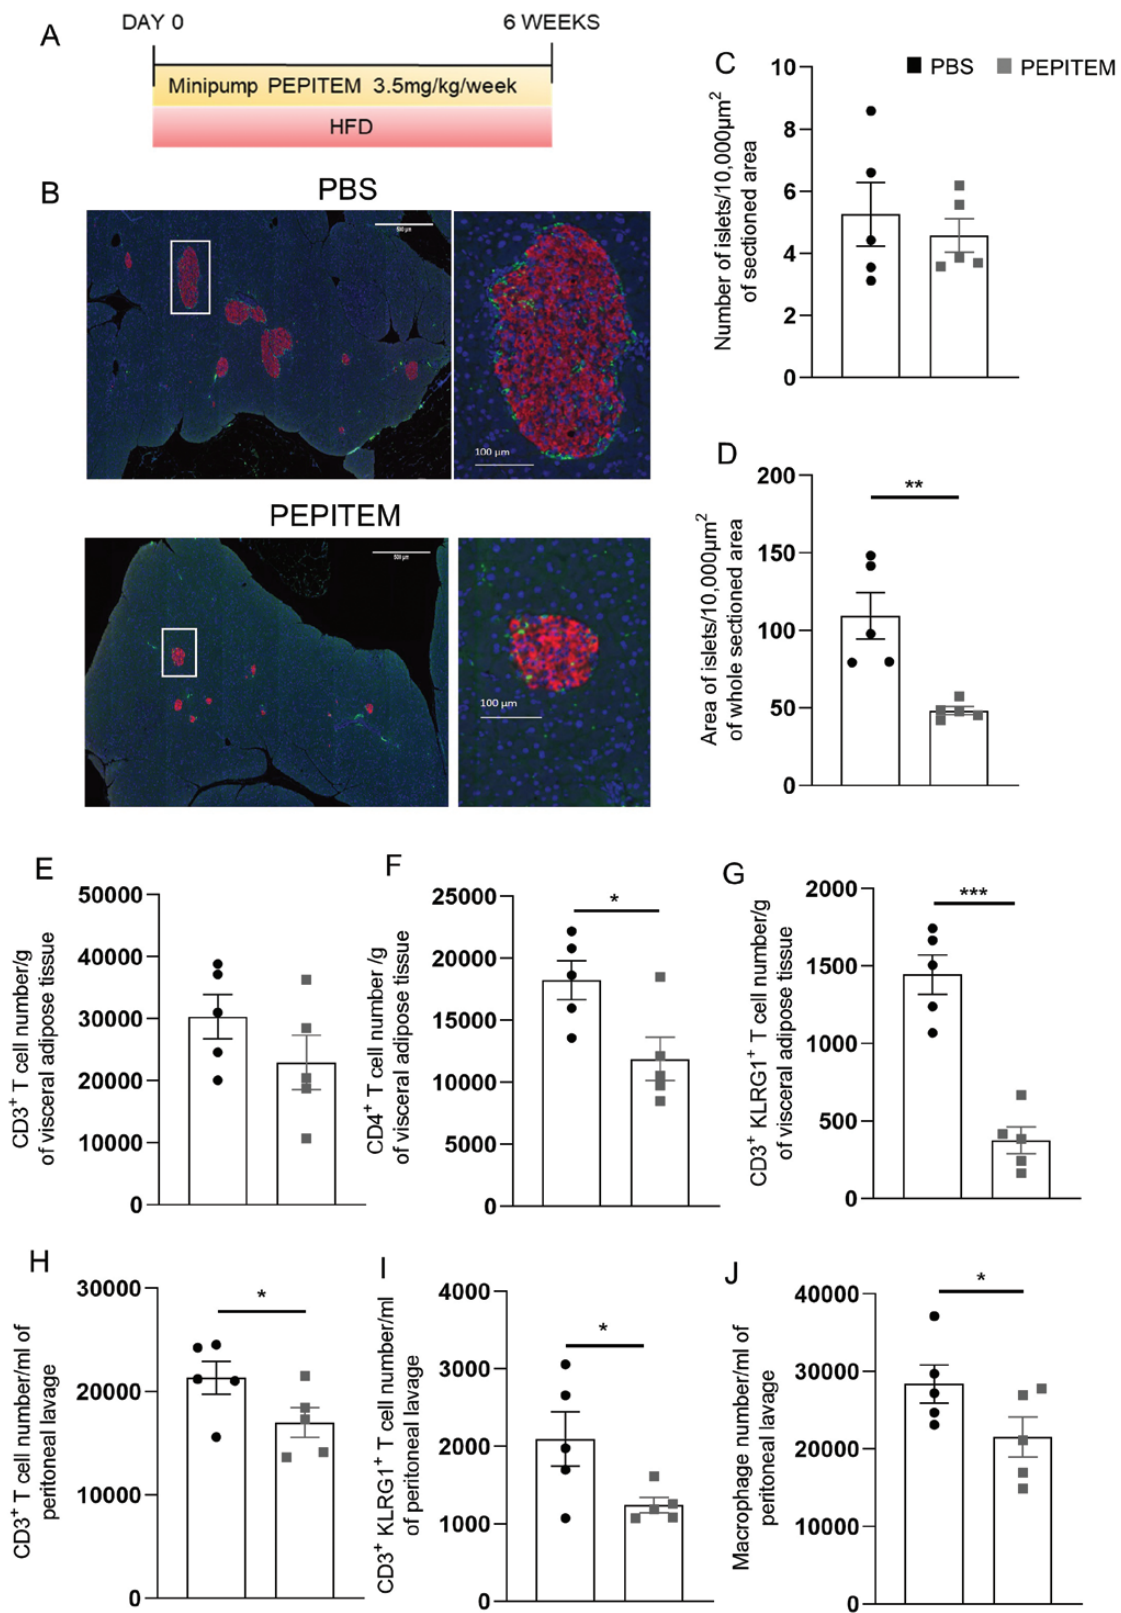 A
DAY 0
6 WEEKS
Minipump PEPITEM 3.5mg/kg/week
HFD
B
PBS
500 µm
100 µm
PEPITEM
500 µm
100 µm
C
PBS
PEPITEM
Number of islets/10,000µm²
of sectioned area
10
8
6
4
2
0
D
Area of islets/10,000µm²
of whole sectioned area
200
150
100
50
0
**
E
CD3⁺ T cell number/g
of visceral adipose tissue
50000
40000
30000
20000
10000
0
F
CD4⁺ T cell number /g
of visceral adipose tissue
25000
20000
15000
10000
5000
0
*
G
CD3⁺ KLRG1⁺ T cell number/g
of visceral adipose tissue
2000
1500
1000
500
0
***
H
CD3⁺ T cell number/ml of
peritoneal lavage
30000
20000
10000
0
*
I
CD3⁺ KLRG1⁺ T cell number/ml
of peritoneal lavage
4000
3000
2000
1000
0
*
J
Macrophage number/ml of
peritoneal lavage
40000
30000
20000
10000
0
*